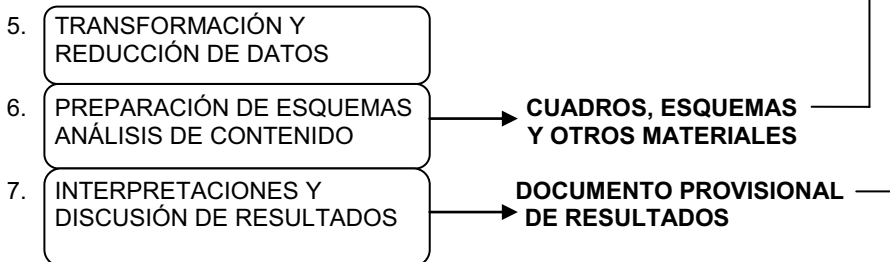 5. TRANSFORMACIÓN Y
REDUCCIÓN DE DATOS
6. PREPARACIÓN DE ESQUEMAS
ANÁLISIS DE CONTENIDO
CUADROS, ESQUEMAS
Y OTROS MATERIALES
7. INTERPRETACIONES Y
DISCUSIÓN DE RESULTADOS
DOCUMENTO PROVISIONAL
DE RESULTADOS